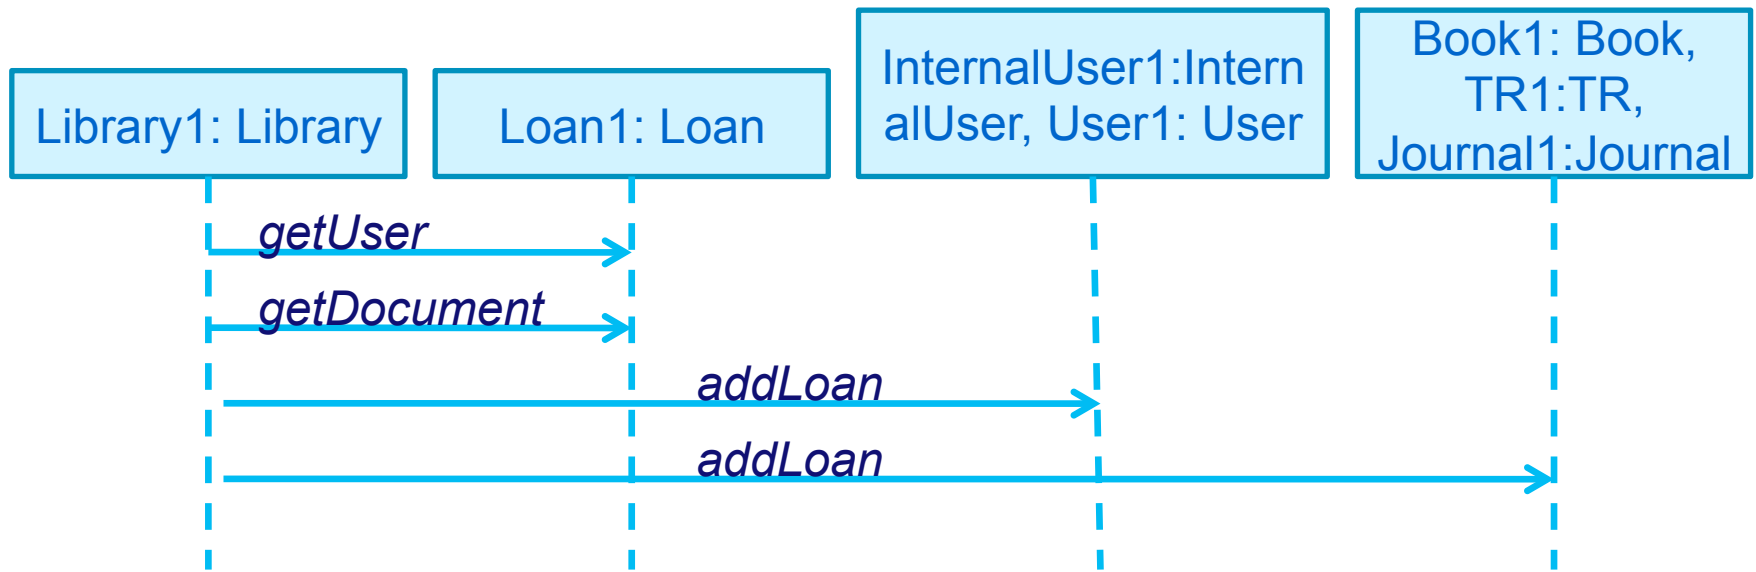 Library1: Library
Loan1: Loan
InternalUser1:Intern
alUser, User1: User
Book1: Book,
TR1:TR,
Journal1:Journal
getUser
getDocument
addLoan
addLoan